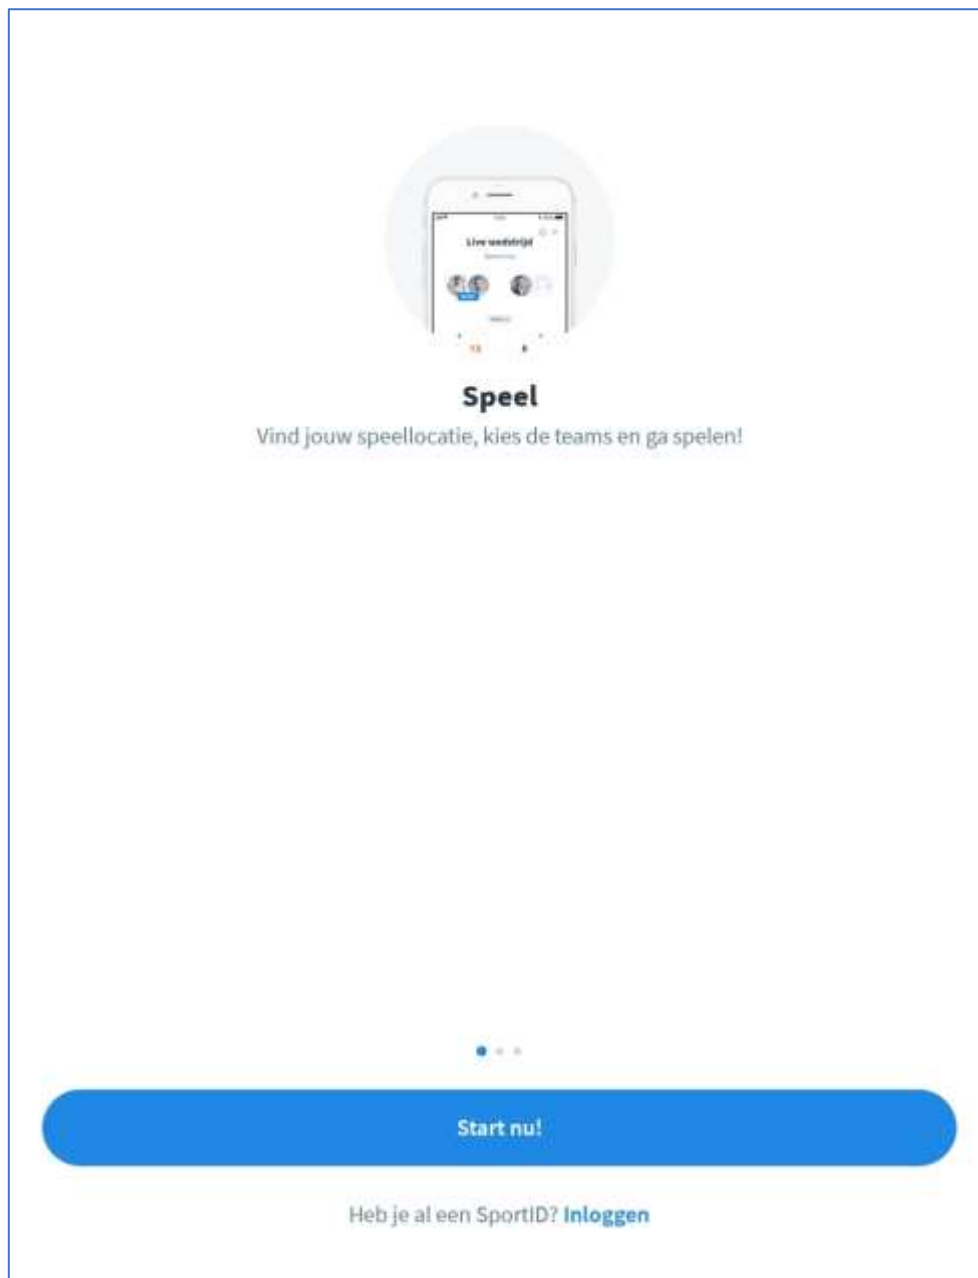 Live wedstrijd
Speel
Vind jouw speellocatie, kies de teams en ga spelen!
Start nu!
Heb je al een SportID? Inloggen